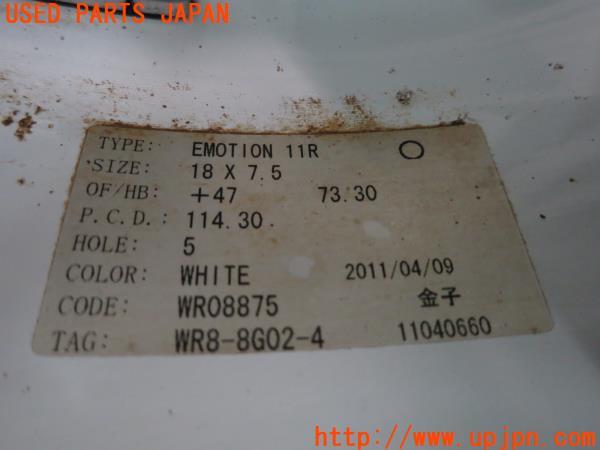 USED PARTS JAPAN
TYPE: EMOTION 11R ○
SIZE: 18 X 7.5
OF/HB: +47 73.30
P.C.D.: 114.30
HOLE: 5
COLOR: WHITE 2011/04/09
CODE: WR08875 金子
TAG: WR8-8G02-4 11040660
http://www.upjpn.com/